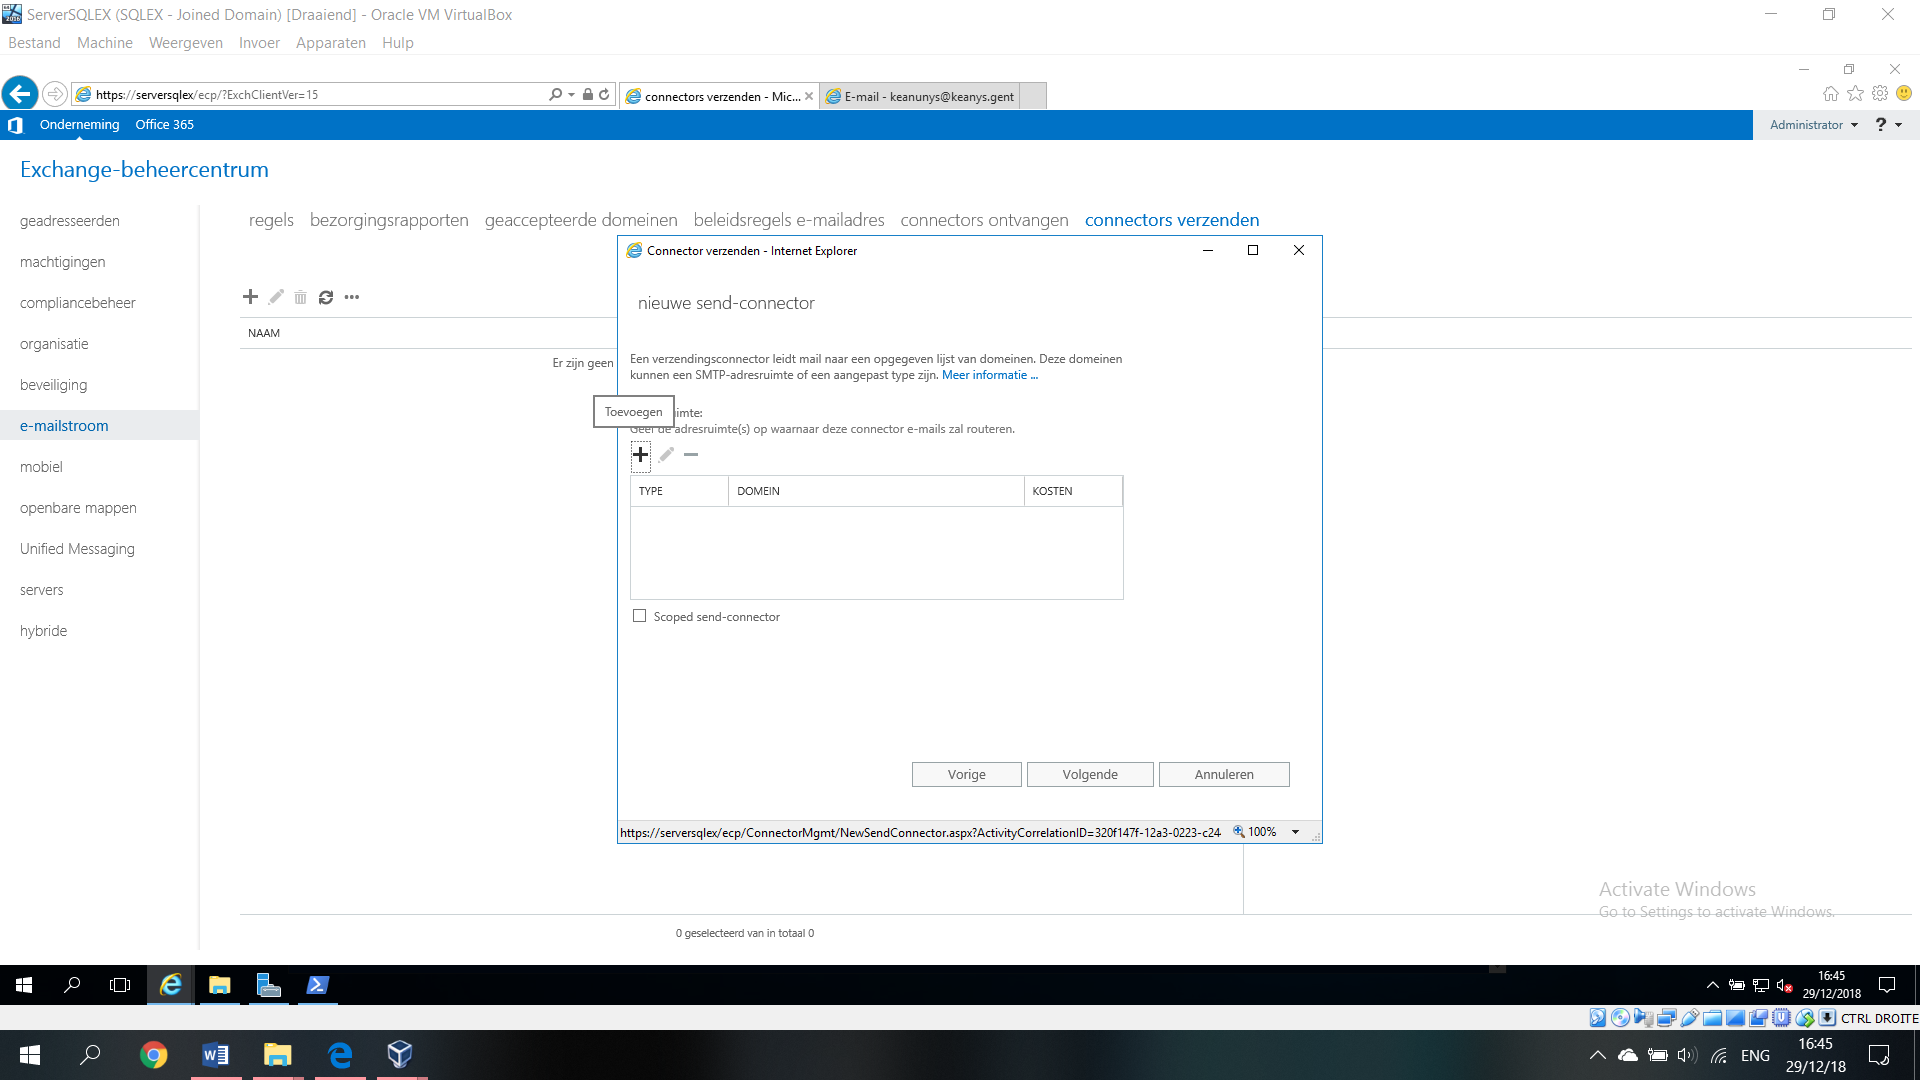 ServerSQLEX (SQLEX - Joined Domain) [Draaiend] - Oracle VM VirtualBox
Bestand Machine Weergeven Invoer Apparaten Hulp
https://serversqlex/ecp/?ExchClientVer=15
connectors verzenden - Mic...
E-mail - keanunys@keanys.gent
Onderneming Office 365
Administrator ?
Exchange-beheercentrum
geadresseerden
machtigingen
compliancebeheer
organisatie
beveiliging
e-mailstroom
mobiel
openbare mappen
Unified Messaging
servers
hybride
regels bezorgingsrapporten geaccepteerde domeinen beleidsregels e-mailadres connectors ontvangen connectors verzenden
NAAM
Er zijn geen
Connector verzenden - Internet Explorer
nieuwe send-connector
Een verzendingsconnector leidt mail naar een opgegeven lijst van domeinen. Deze domeinen
kunnen een SMTP-adresruimte of een aangepast type zijn. Meer informatie ...
Toevoegen
imte:
Geef de adresruimte(s) op waarnaar deze connector e-mails zal routeren.
TYPE DOMEIN KOSTEN
Scoped send-connector
Vorige Volgende Annuleren
https://serversqlex/ecp/ConnectorMgmt/NewSendConnector.aspx?ActivityCorrelationID=320f147f-12a3-0223-c24
100%
0 geselecteerd van in totaal 0
Activate Windows
Go to Settings to activate Windows.
16:45
29/12/2018
CTRL DROITE
ENG
16:45
29/12/18